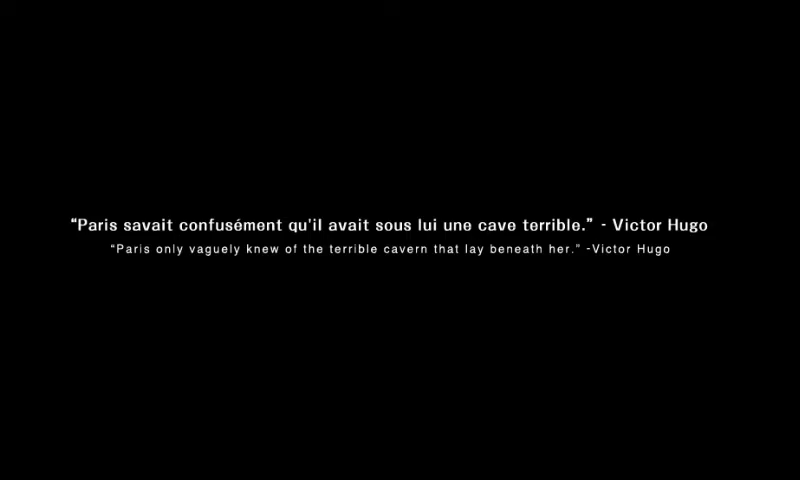 “Paris savait confusément qu'il avait sous lui une cave terrible.” - Victor Hugo
“Paris only vaguely knew of the terrible cavern that lay beneath her.” -Victor Hugo